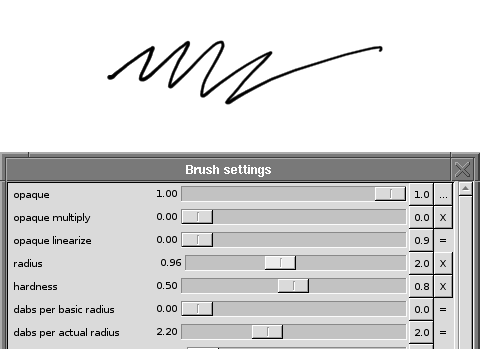 Brush settings
opaque 1.00 1.0 ...
opaque multiply 0.00 0.0 X
opaque linearize 0.00 0.9 =
radius 0.96 2.0 X
hardness 0.50 0.8 X
dabs per basic radius 0.00 0.0 =
dabs per actual radius 2.20 2.0 =